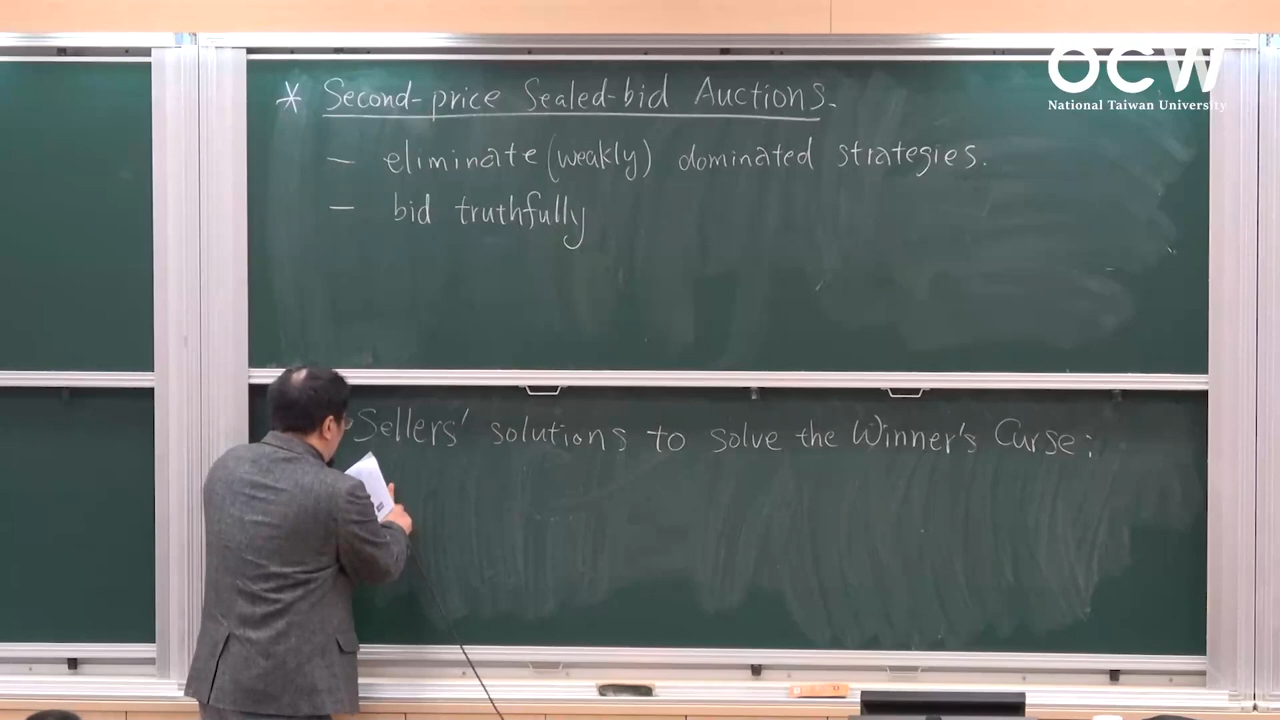 OCW
National Taiwan University
* Second-price Sealed-bid Auctions.
- eliminate (weakly) dominated strategies.
- bid truthfully
Sellers' solutions to solve the Winner's Curse: